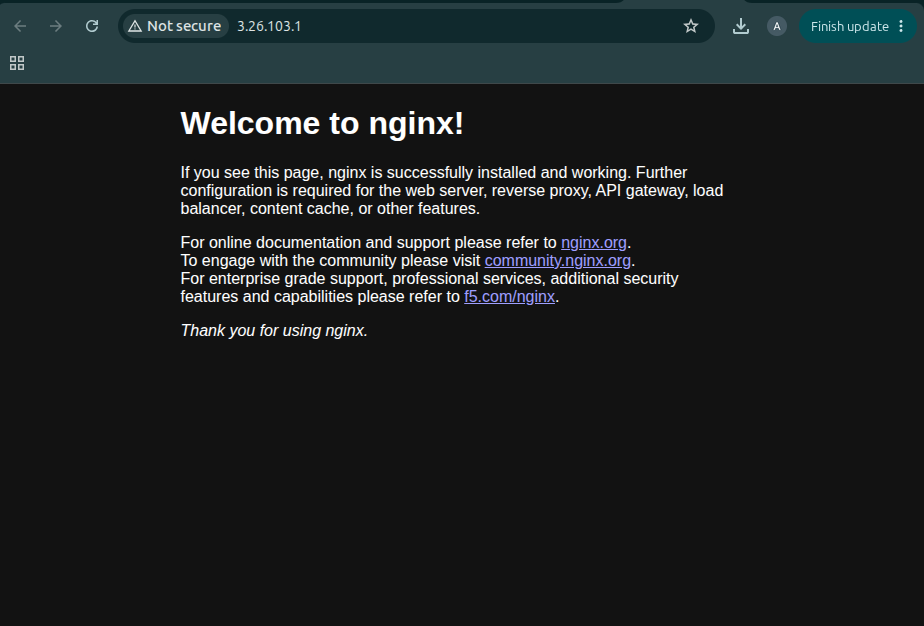 Not secure
3.26.103.1
A
Finish update
Welcome to nginx!
If you see this page, nginx is successfully installed and working. Further
configuration is required for the web server, reverse proxy, API gateway, load
balancer, content cache, or other features.
For online documentation and support please refer to nginx.org.
To engage with the community please visit community.nginx.org.
For enterprise grade support, professional services, additional security
features and capabilities please refer to f5.com/nginx.
Thank you for using nginx.